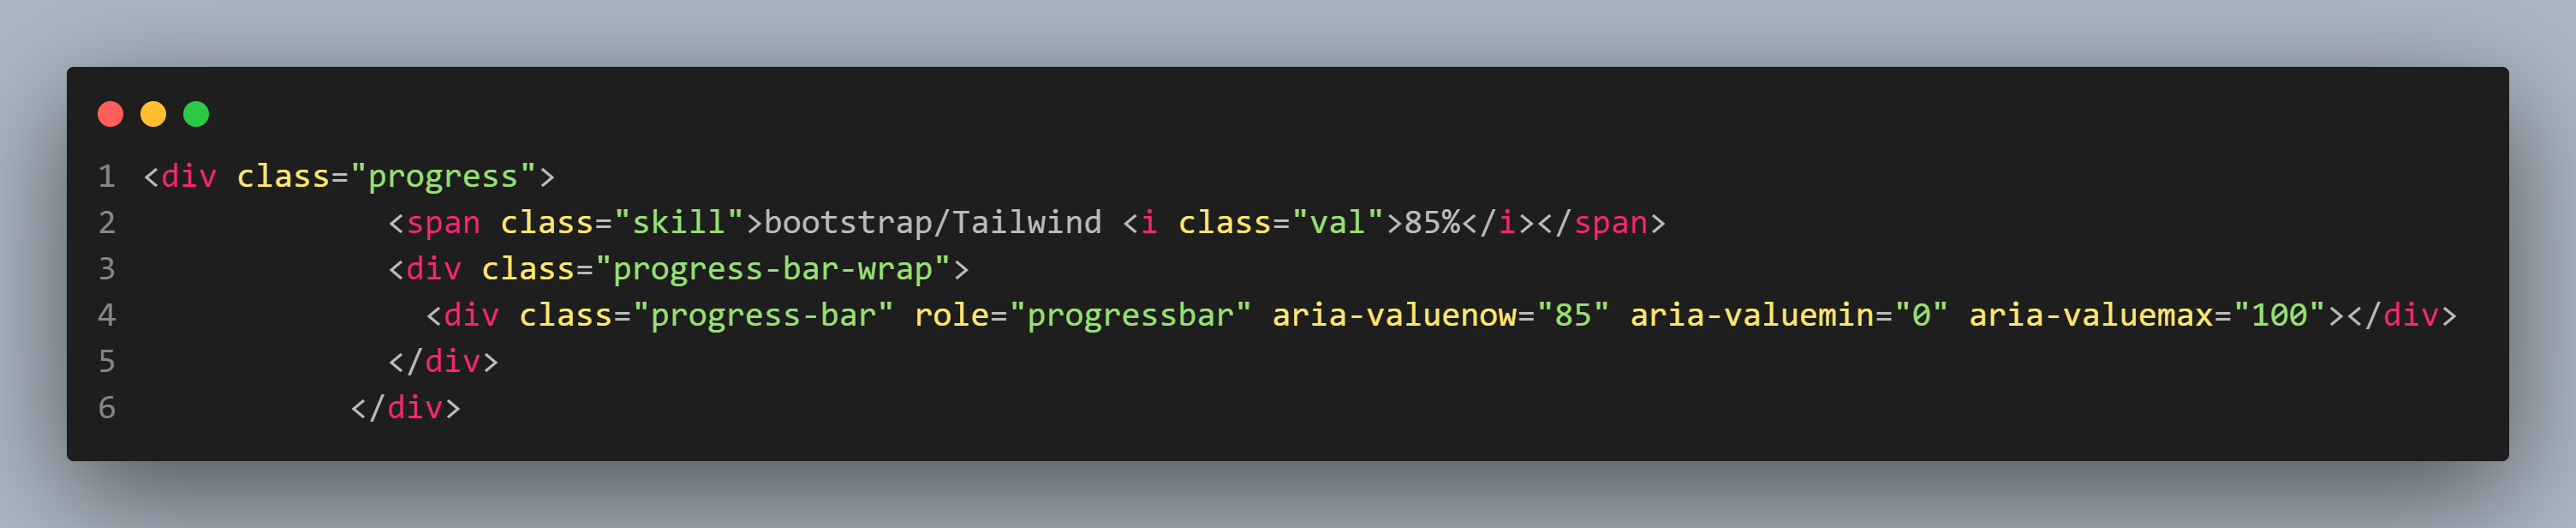 1 <div class="progress">
2 <span class="skill">bootstrap/Tailwind <i class="val">85%</i></span>
3 <div class="progress-bar-wrap">
4 <div class="progress-bar" role="progressbar" aria-valuenow="85" aria-valuemin="0" aria-valuemax="100"></div>
5 </div>
6 </div>